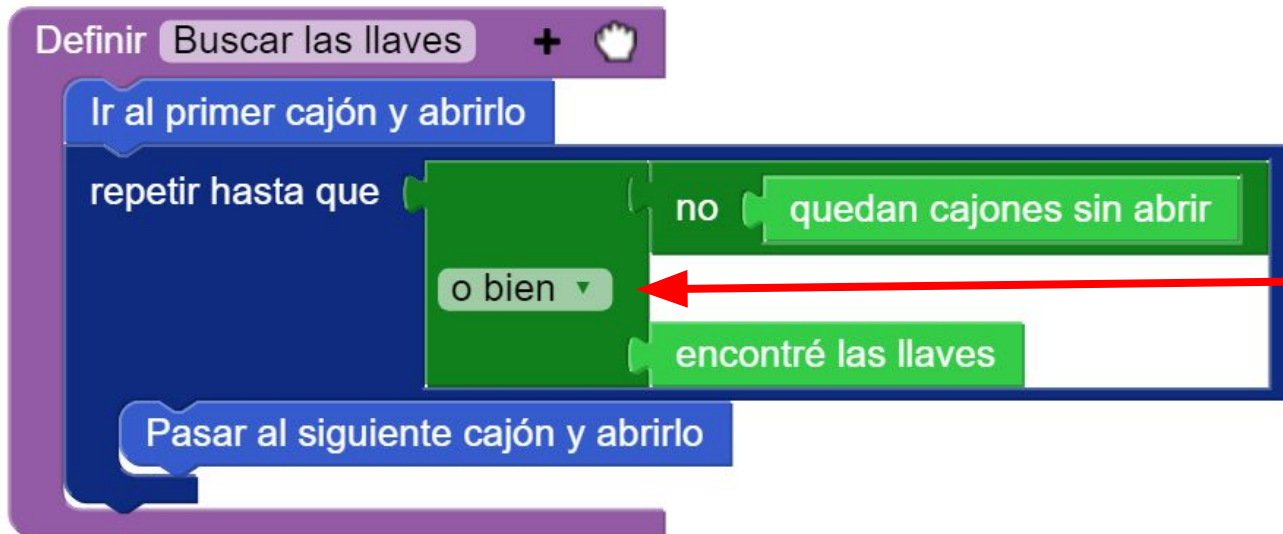 Definir Buscar las llaves +
Ir al primer cajón y abrirlo
repetir hasta que
no quedan cajones sin abrir
o bien
encontré las llaves
Pasar al siguiente cajón y abrirlo